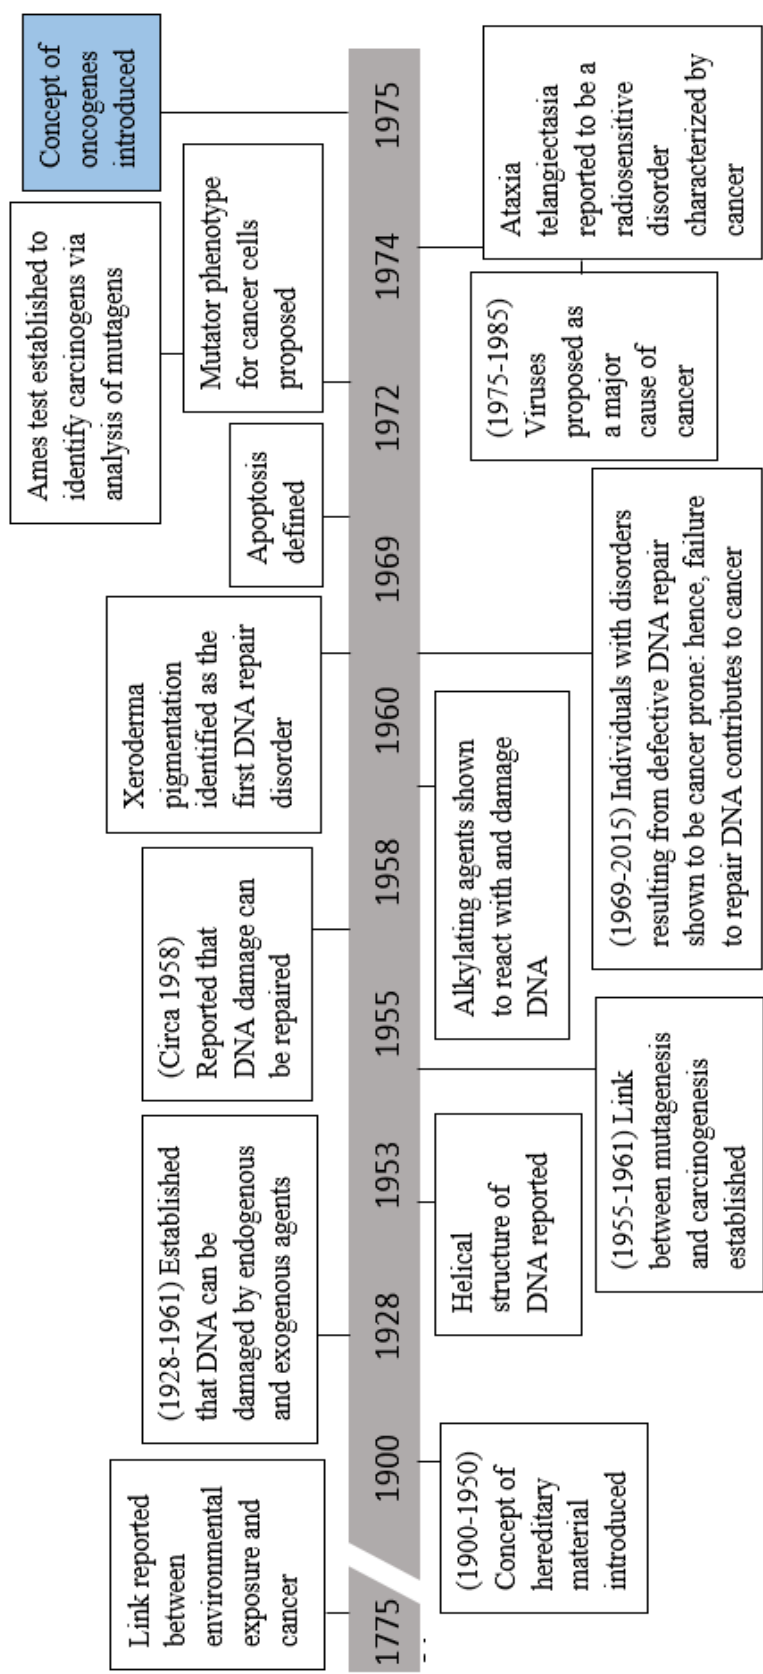 Link reported
between
environmental
exposure and
cancer
(1928-1961) Established
that DNA can be
damaged by endogenous
and exogenous agents
(Circa 1958)
Reported that
DNA damage can
be repaired
Xeroderma
pigmentation
identified as the
first DNA repair
disorder
Apoptosis
defined
Ames test established to
identify carcinogens via
analysis of mutagens
Mutator phenotype
for cancer cells
proposed
Concept of
oncogenes
introduced
1775
1900
1928
1953
1955
1958
1960
1969
1972
1974
1975
(1900-1950)
Concept of
hereditary
material
introduced
Helical
structure of
DNA reported
(1955-1961) Link
between mutagenesis
and carcinogenesis
established
Alkylating agents shown
to react with and damage
DNA
(1969-2015) Individuals with disorders
resulting from defective DNA repair
shown to be cancer prone: hence, failure
to repair DNA contributes to cancer
(1975-1985)
Viruses
proposed as
a major
cause of
cancer
Ataxia
telangiectasia
reported to be a
radiosensitive
disorder
characterized by
cancer